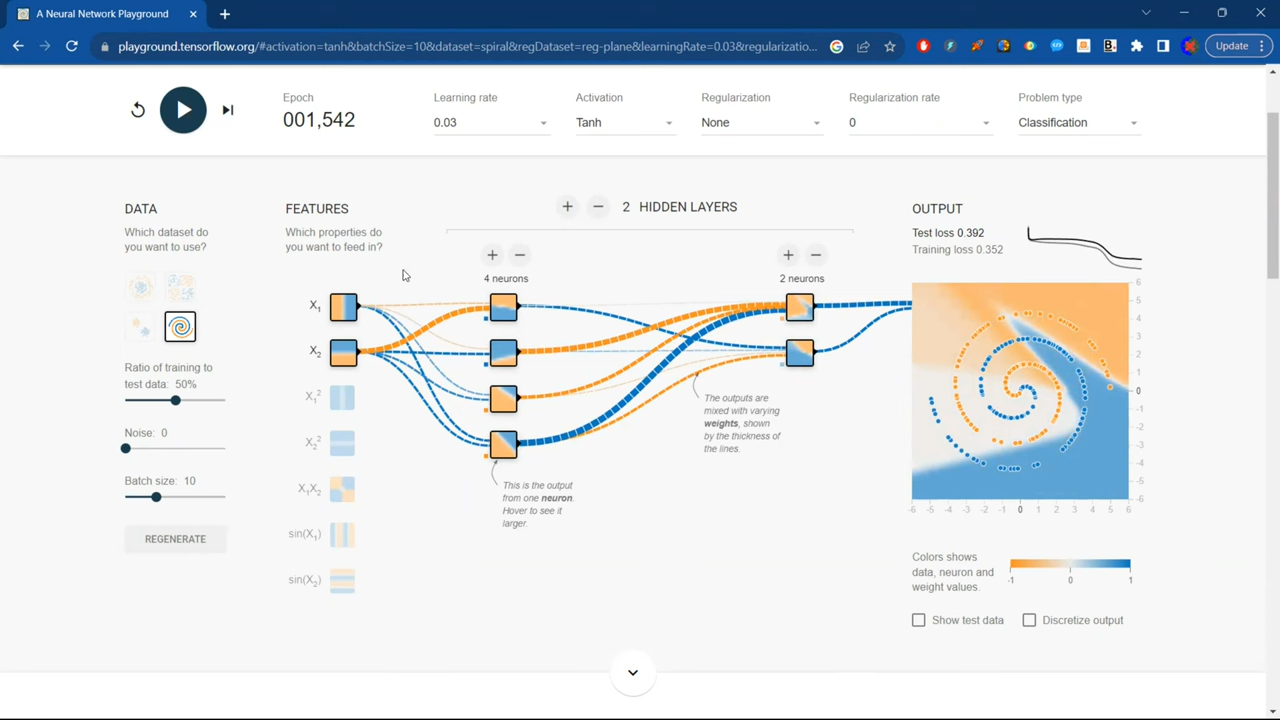 A Neural Network Playground
playground.tensorflow.org/#activation=tanh&batchSize=10&dataset=spiral&regDataset=reg-plane&learningRate=0.03&regularizatio...
Update
Epoch
001,542
Learning rate
0.03
Activation
Tanh
Regularization
None
Regularization rate
0
Problem type
Classification
DATA
Which dataset do
you want to use?
Ratio of training to
test data: 50%
Noise: 0
Batch size: 10
REGENERATE
FEATURES
Which properties do
you want to feed in?
X1
X2
X1²
X2²
X1X2
sin(X1)
sin(X2)
2 HIDDEN LAYERS
4 neurons
2 neurons
This is the output
from one neuron.
Hover to see it
larger.
The outputs are
mixed with varying
weights, shown
by the thickness of
the lines.
OUTPUT
Test loss 0.392
Training loss 0.352
6
5
4
3
2
1
0
-1
-2
-3
-4
-5
-6
-6 -5 -4 -3 -2 -1 0 1 2 3 4 5 6
Colors shows
data, neuron and
weight values.
-1 0 1
Show test data
Discretize output